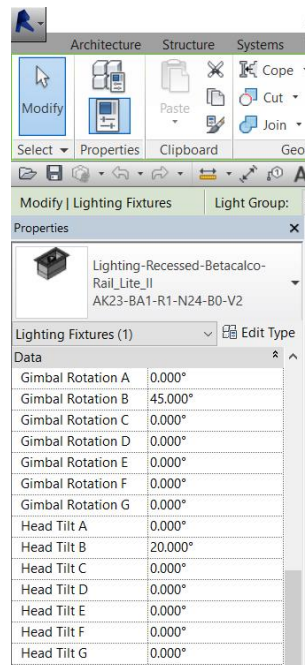 R
Architecture Structure Systems
Modify
Paste
Cope
Cut
Join
Select Properties Clipboard Geo
Modify | Lighting Fixtures Light Group:
Properties
Lighting-Recessed-Betacalco-
Rail_Lite_
II
AK23-BA1-R1-N24-B0-V2
Lighting Fixtures (1) Edit Type
Data
Gimbal Rotation A 0.000°
Gimbal Rotation B 45.000°
Gimbal Rotation C 0.000°
Gimbal Rotation D 0.000°
Gimbal Rotation E 0.000°
Gimbal Rotation F 0.000°
Gimbal Rotation G 0.000°
Head Tilt A 0.000°
Head Tilt B 20.000°
Head Tilt C 0.000°
Head Tilt D 0.000°
Head Tilt E 0.000°
Head Tilt F 0.000°
Head Tilt G 0.000°